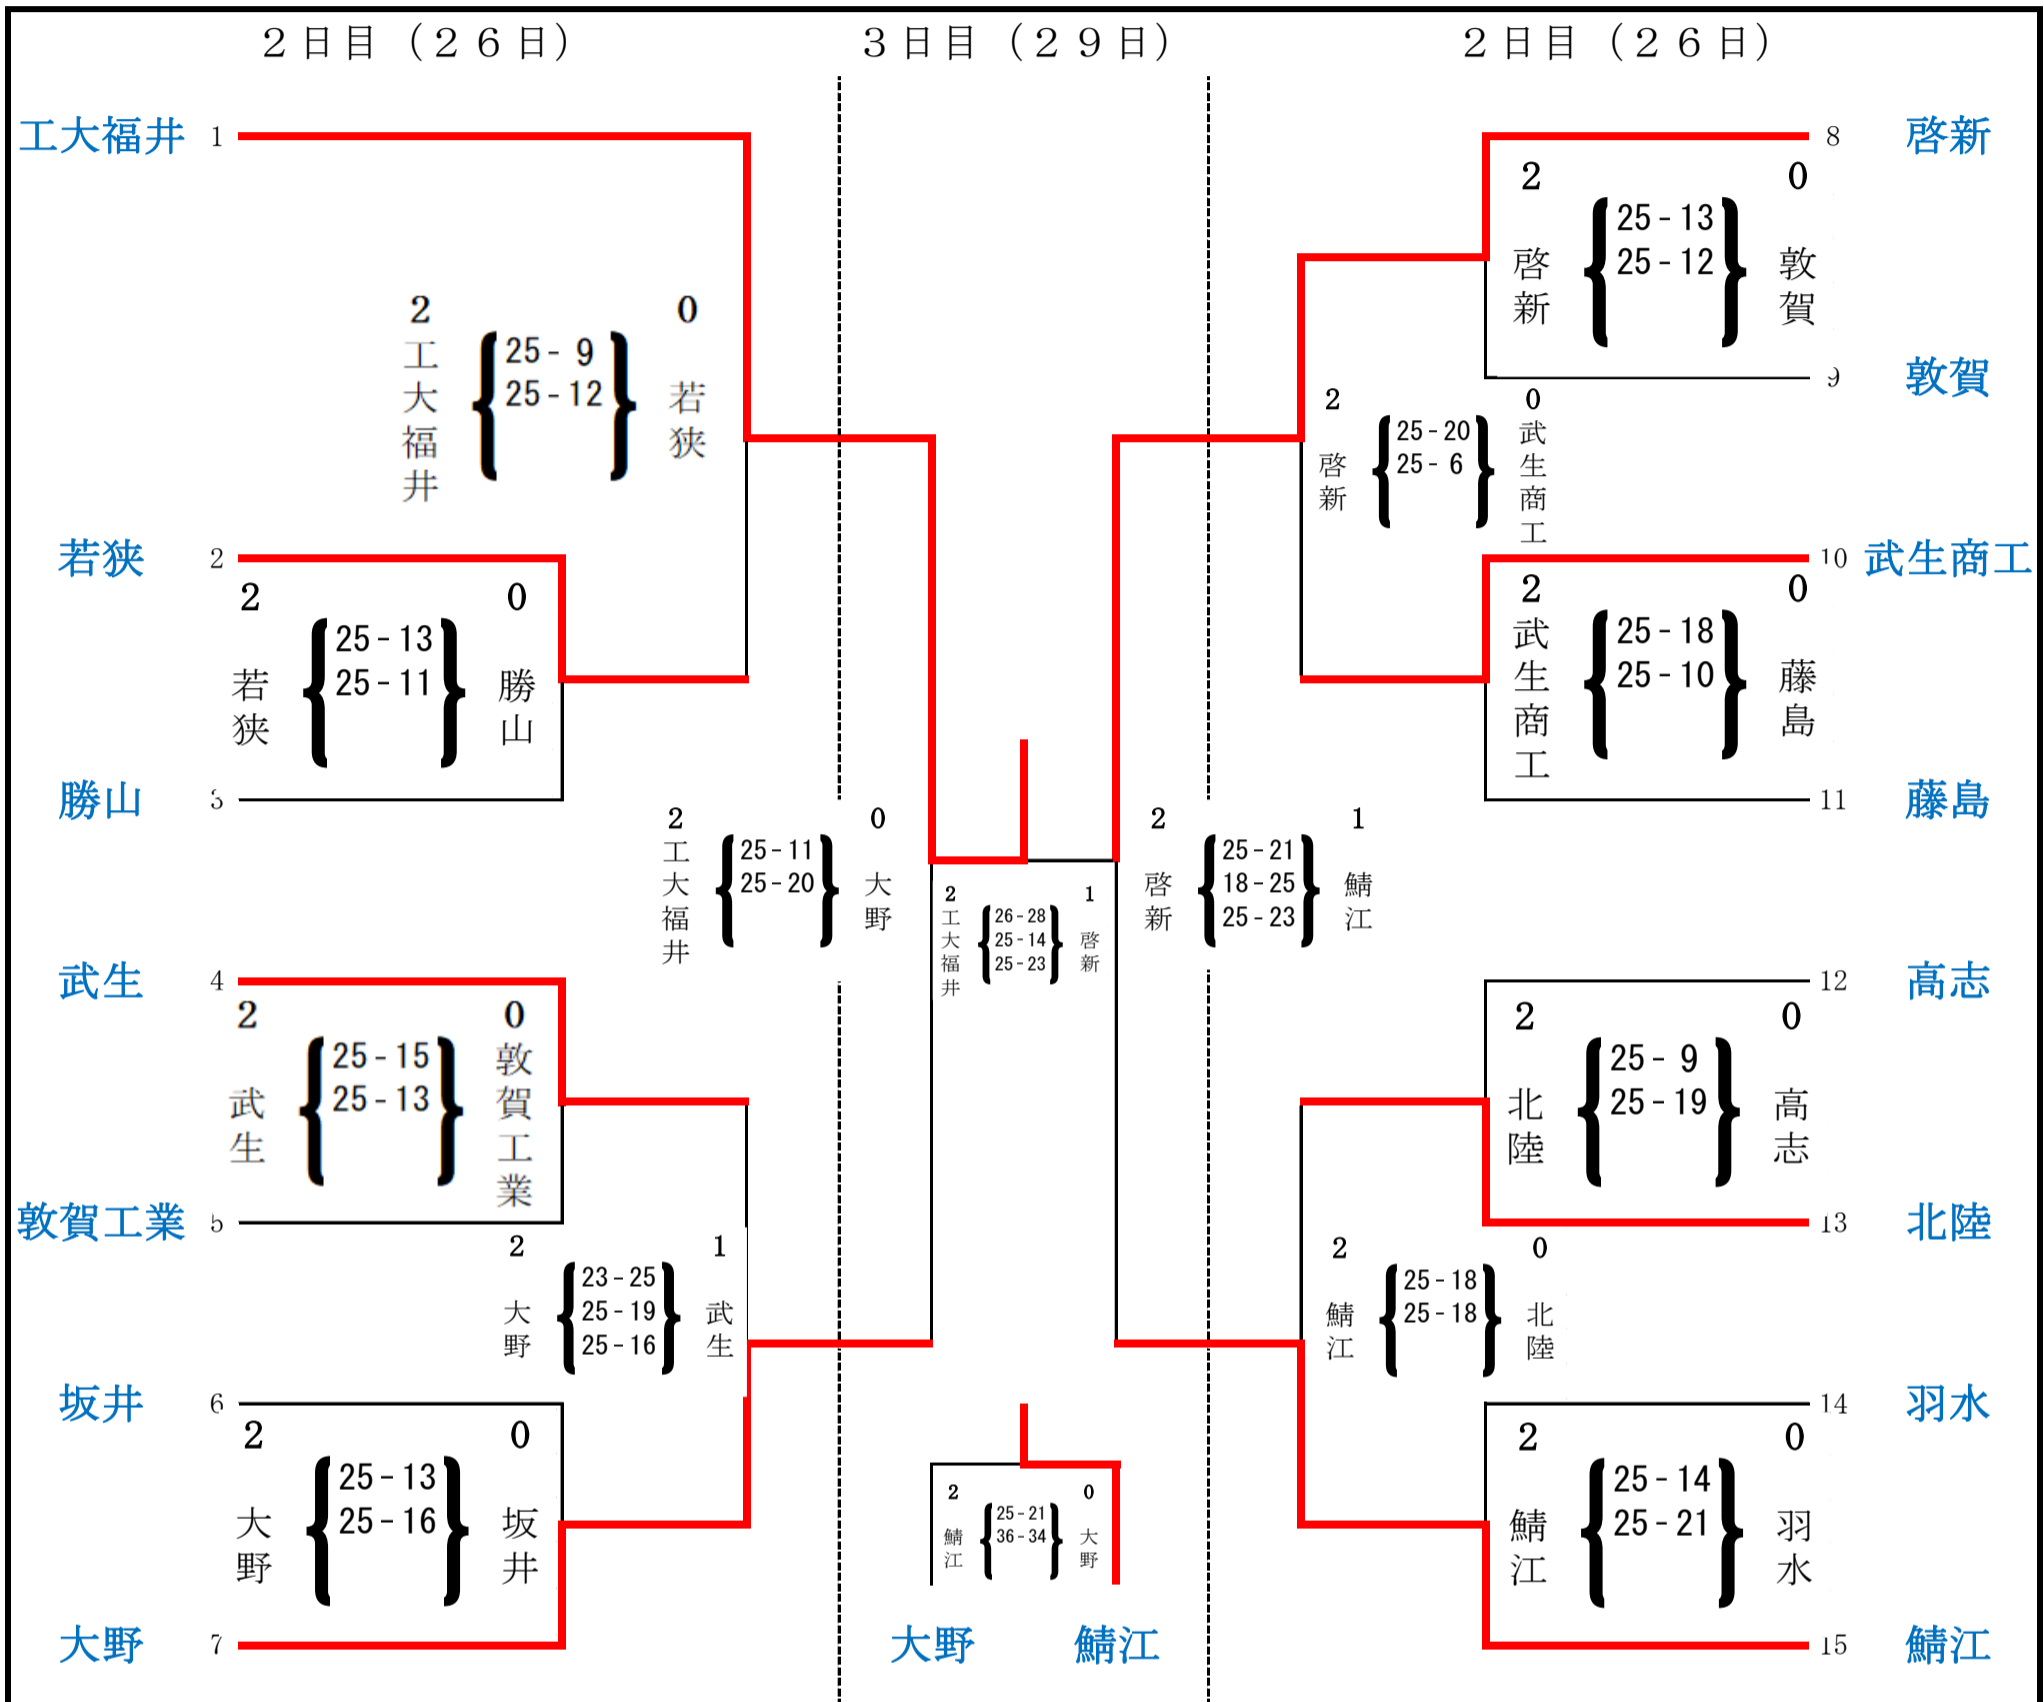 ２日目（２６日）
３日目（２９日）
２日目（２６日）
工大福井 1
2 0
工大福井 25-9 若狭
25-12
若狭 2
2 0
若狭 25-13 勝山
25-11
勝山 3
武生 4
2 0
武生 25-15 敦賀工業
25-13
敦賀工業 5
2 1
大野 23-25 武生
25-19
25-16
坂井 6
2 0
大野 25-13 坂井
25-16
大野 7
2 0
工大福井 25-11 大野
25-20
2 1
工大福井 26-28 啓新
25-14
25-23
2 1
啓新 25-21 鯖江
18-25
25-23
2 0
鯖江 25-21 大野
36-34
大野 鯖江
8 啓新
2 0
啓新 25-13 敦賀
25-12
9 敦賀
2 0
啓新 25-20 武生商工
25-6
10 武生商工
2 0
武生商工 25-18 藤島
25-10
11 藤島
12 高志
2 0
北陸 25-9 高志
25-19
13 北陸
2 0
鯖江 25-18 北陸
25-18
14 羽水
2 0
鯖江 25-14 羽水
25-21
15 鯖江